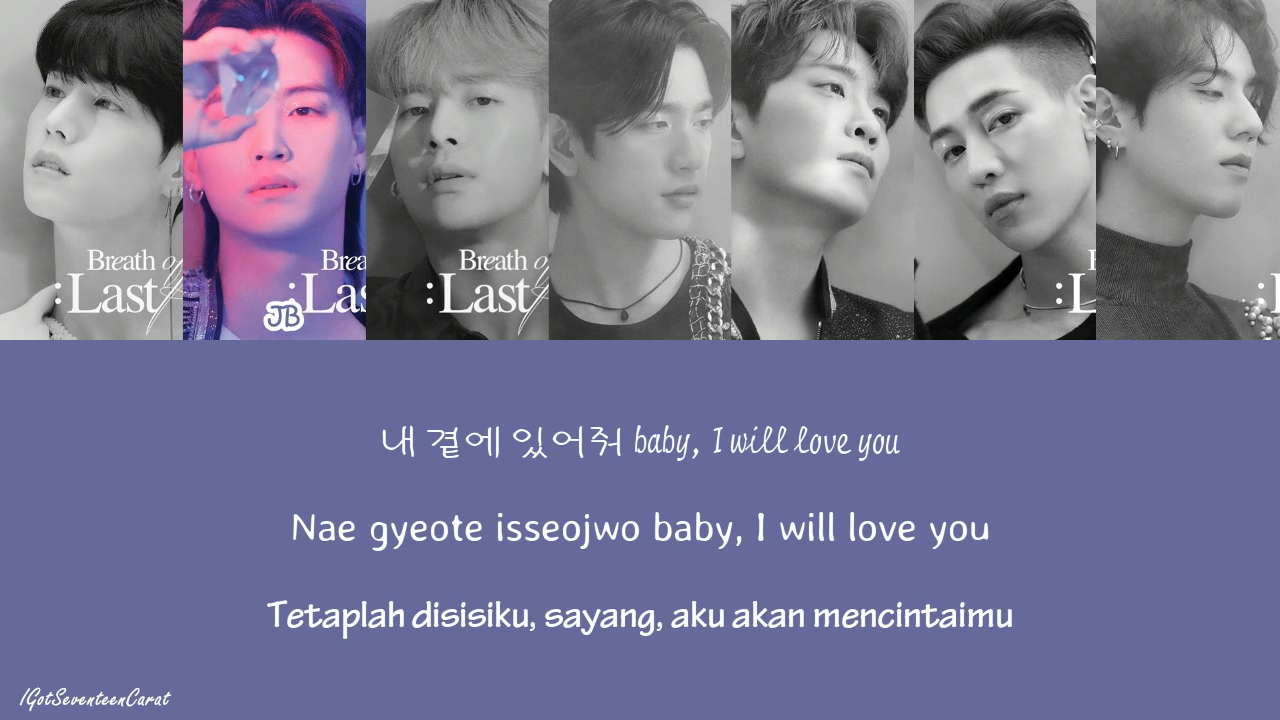 Breath of
:Last
Brea
:Las
JB
Breath of
:Last
:L
내 곁에 있어줘 baby, I will love you
Nae gyeote isseojwo baby, I will love you
Tetaplah disisiku, sayang, aku akan mencintaimu
IGotSeventeenCarat